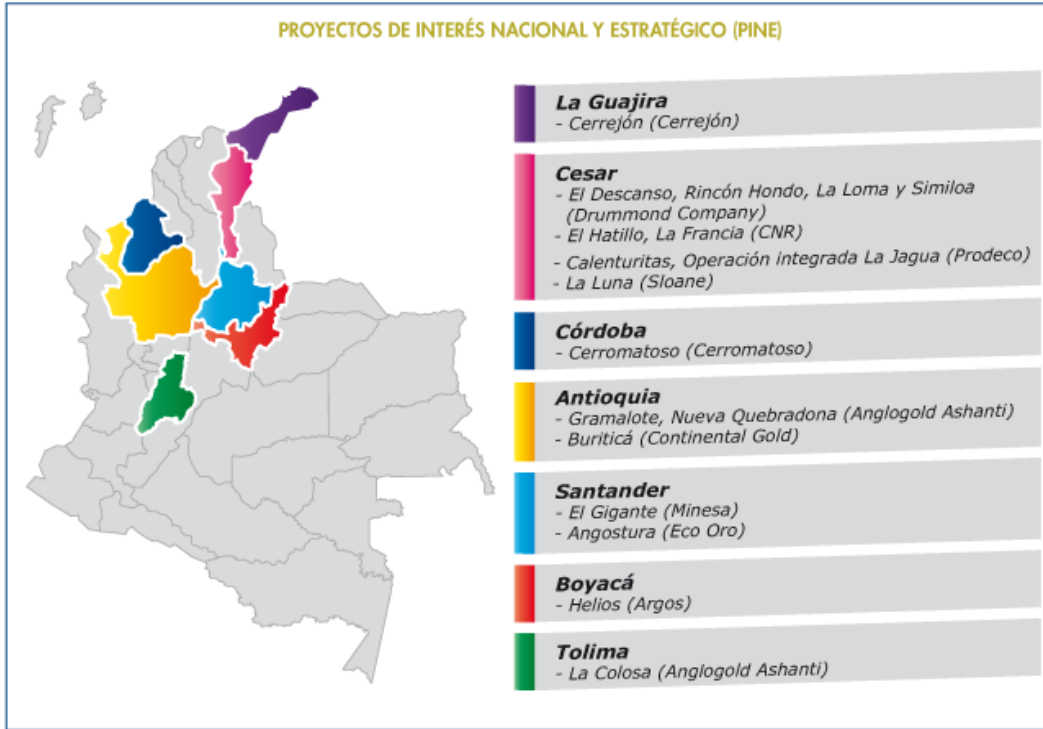 PROYECTOS DE INTERÉS NACIONAL Y ESTRATÉGICO (PINE)
La Guajira
- Cerrejón (Cerrejón)
Cesar
- El Descanso, Rincón Hondo, La Loma y Similoa
(Drummond Company)
- El Hatillo, La Francia (CNR)
- Calenturitas, Operación integrada La Jagua (Prodeco)
- La Luna (Sloane)
Córdoba
- Cerromatoso (Cerromatoso)
Antioquia
- Gramalote, Nueva Quebradona (Anglogold Ashanti)
- Buriticá (Continental Gold)
Santander
- El Gigante (Minesa)
- Angostura (Eco Oro)
Boyacá
- Helios (Argos)
Tolima
- La Colosa (Anglogold Ashanti)